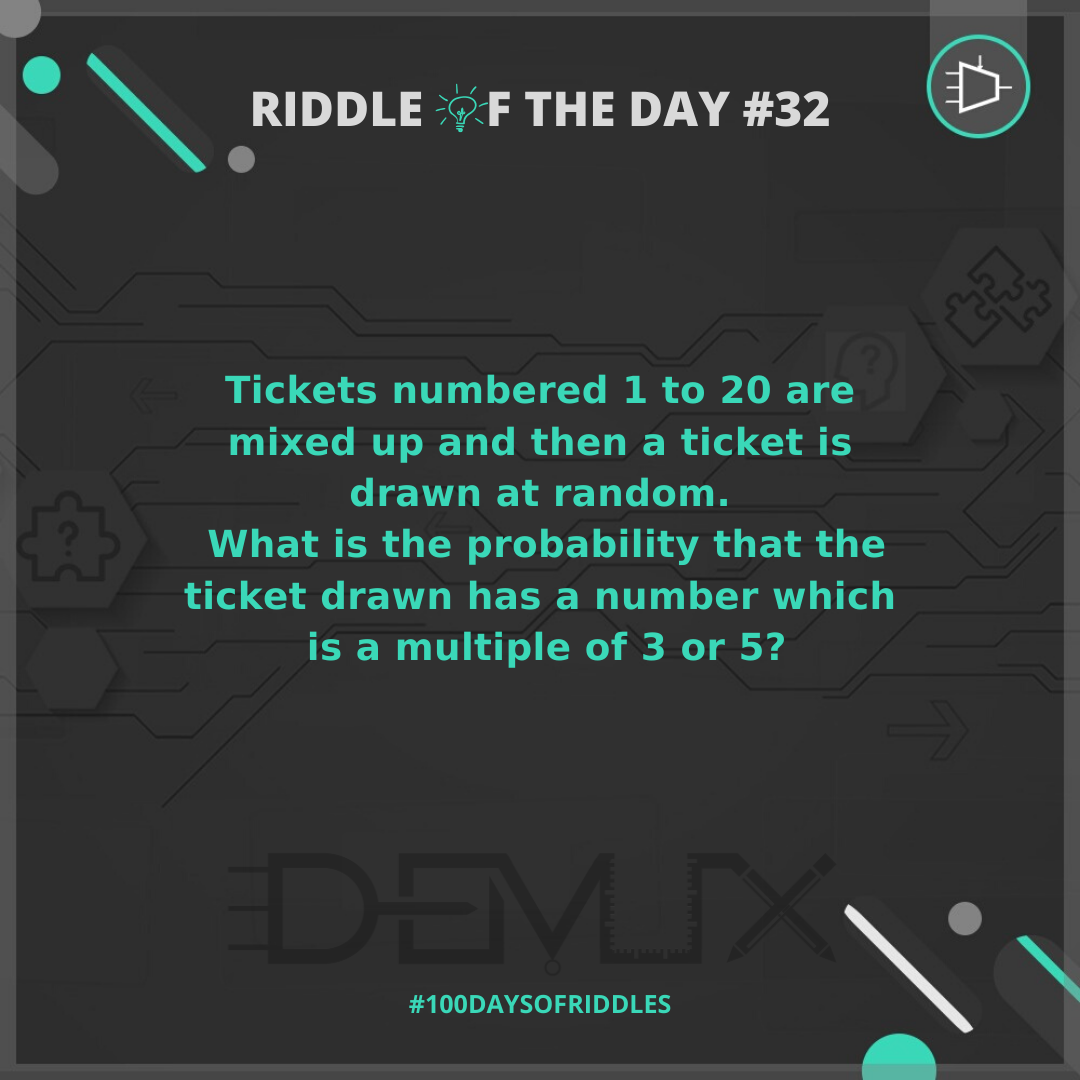 RIDDLE OF THE DAY #32
Tickets numbered 1 to 20 are
mixed up and then a ticket is
drawn at random.
What is the probability that the
ticket drawn has a number which
is a multiple of 3 or 5?
DEMUX
#100DAYSOFRIDDLES